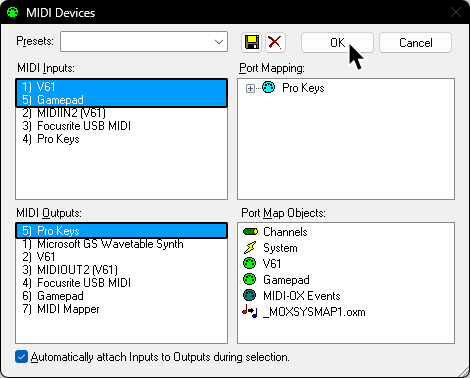 MIDI Devices
Presets:
OK
Cancel
MIDI Inputs:
1) V61
5) Gamepad
2) MIDIIN2 (V61)
3) Focusrite USB MIDI
4) Pro Keys
Port Mapping:
Pro Keys
MIDI Outputs:
5) Pro Keys
1) Microsoft GS Wavetable Synth
2) V61
3) MIDIOUT2 (V61)
4) Focusrite USB MIDI
6) Gamepad
7) MIDI Mapper
Port Map Objects:
Channels
System
V61
Gamepad
MIDI-OX Events
_MOXSYSMAP1.oxm
Automatically attach Inputs to Outputs during selection.